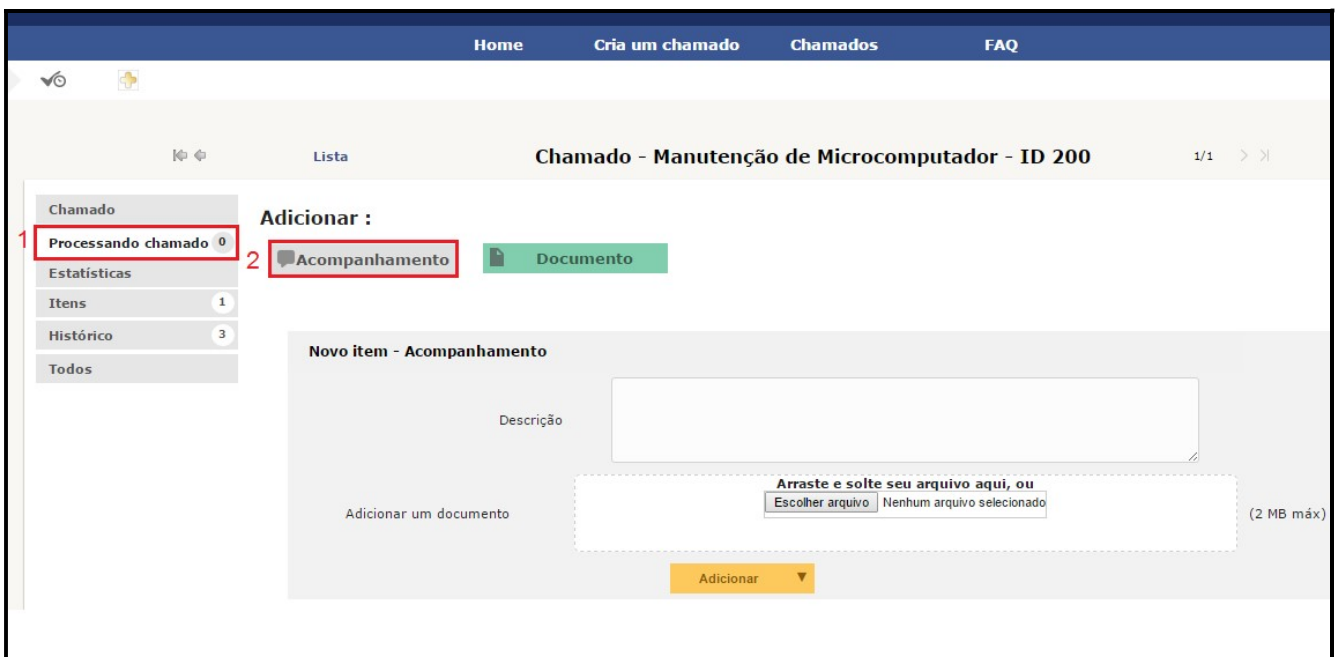 Home Cria um chamado Chamados FAQ
Lista Chamado - Manutenção de Microcomputador - ID 200 1/1
Chamado
Adicionar :
1 Processando chamado 0
2 Acompanhamento Documento
Estatísticas
Itens 1
Histórico 3
Todos
Novo item - Acompanhamento
Descrição
Arraste e solte seu arquivo aqui, ou
Escolher arquivo Nenhum arquivo selecionado
Adicionar um documento (2 MB máx)
Adicionar